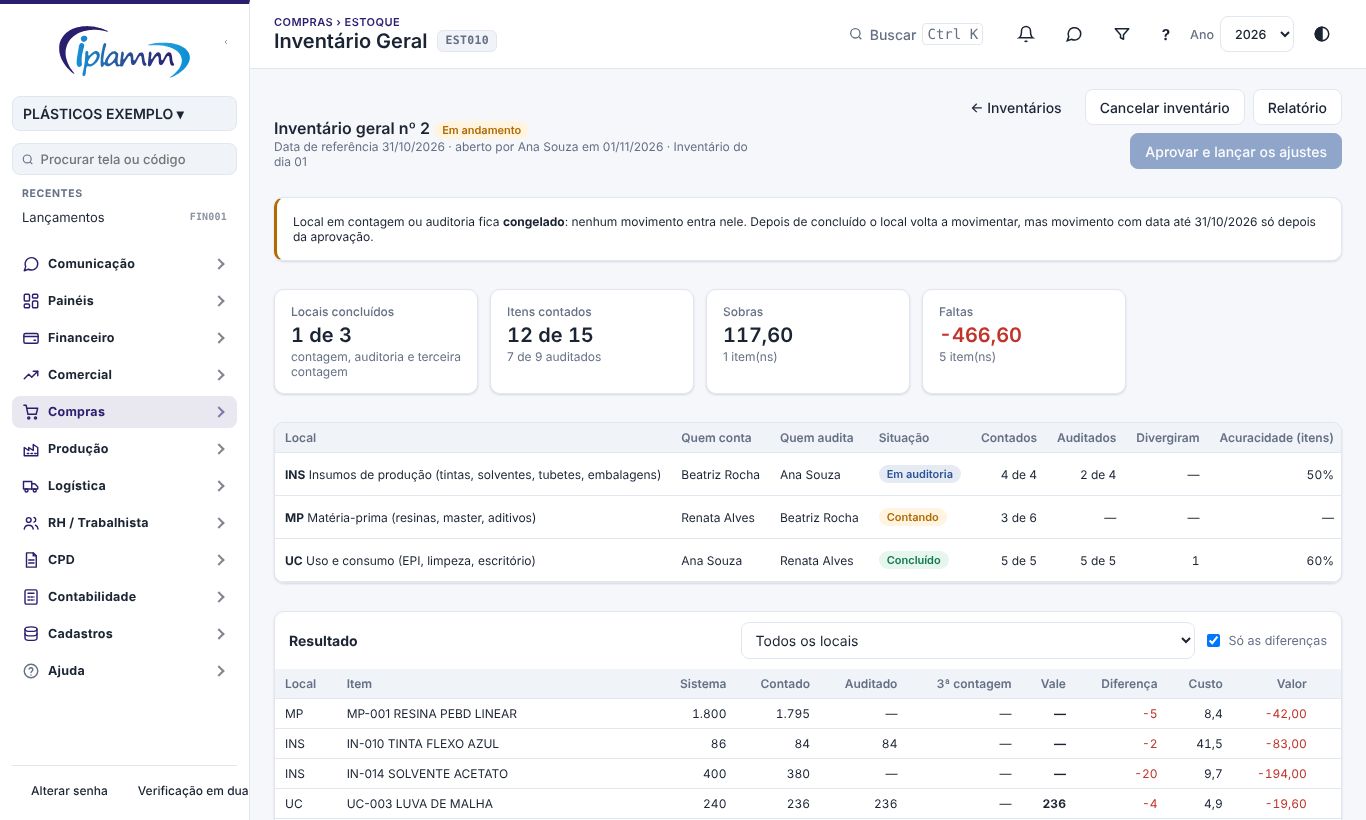 iplamm
‹
PLÁSTICOS EXEMPLO ▾
Procurar tela ou código
RECENTES
Lançamentos FIN001
Comunicação
Painéis
Financeiro
Comercial
Compras
Produção
Logística
RH / Trabalhista
CPD
Contabilidade
Cadastros
Ajuda
Alterar senha Verificação em dua
COMPRAS › ESTOQUE
Inventário Geral EST010
Buscar Ctrl K ? Ano 2026
← Inventários Cancelar inventário Relatório
Aprovar e lançar os ajustes
Inventário geral nº 2 Em andamento
Data de referência 31/10/2026 · aberto por Ana Souza em 01/11/2026 · Inventário do
dia 01
Local em contagem ou auditoria fica congelado: nenhum movimento entra nele. Depois de concluído o local volta a movimentar, mas movimento com data até 31/10/2026 só depois
da aprovação.
Locais concluídos
1 de 3
contagem, auditoria e terceira
contagem
Itens contados
12 de 15
7 de 9 auditados
Sobras
117,60
1 item(ns)
Faltas
-466,60
5 item(ns)
Local Quem conta Quem audita Situação Contados Auditados Divergiram Acuracidade (itens)
INS Insumos de produção (tintas, solventes, tubetes, embalagens) Beatriz Rocha Ana Souza Em auditoria 4 de 4 2 de 4 — 50%
MP Matéria-prima (resinas, master, aditivos) Renata Alves Beatriz Rocha Contando 3 de 6 — — —
UC Uso e consumo (EPI, limpeza, escritório) Ana Souza Renata Alves Concluído 5 de 5 5 de 5 1 60%
Resultado Todos os locais Só as diferenças
Local Item Sistema Contado Auditado 3ª contagem Vale Diferença Custo Valor
MP MP-001 RESINA PEBD LINEAR 1.800 1.795 — — — -5 8,4 -42,00
INS IN-010 TINTA FLEXO AZUL 86 84 84 — — -2 41,5 -83,00
INS IN-014 SOLVENTE ACETATO 400 380 — — — -20 9,7 -194,00
UC UC-003 LUVA DE MALHA 240 236 236 — 236 -4 4,9 -19,60